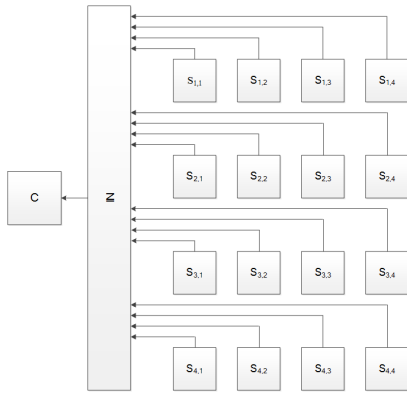 S1,1 S1,2 S1,3 S1,4
S2,1 S2,2 S2,3 S2,4
C
IN
S3,1 S3,2 S3,3 S3,4
S4,1 S4,2 S4,3 S4,4